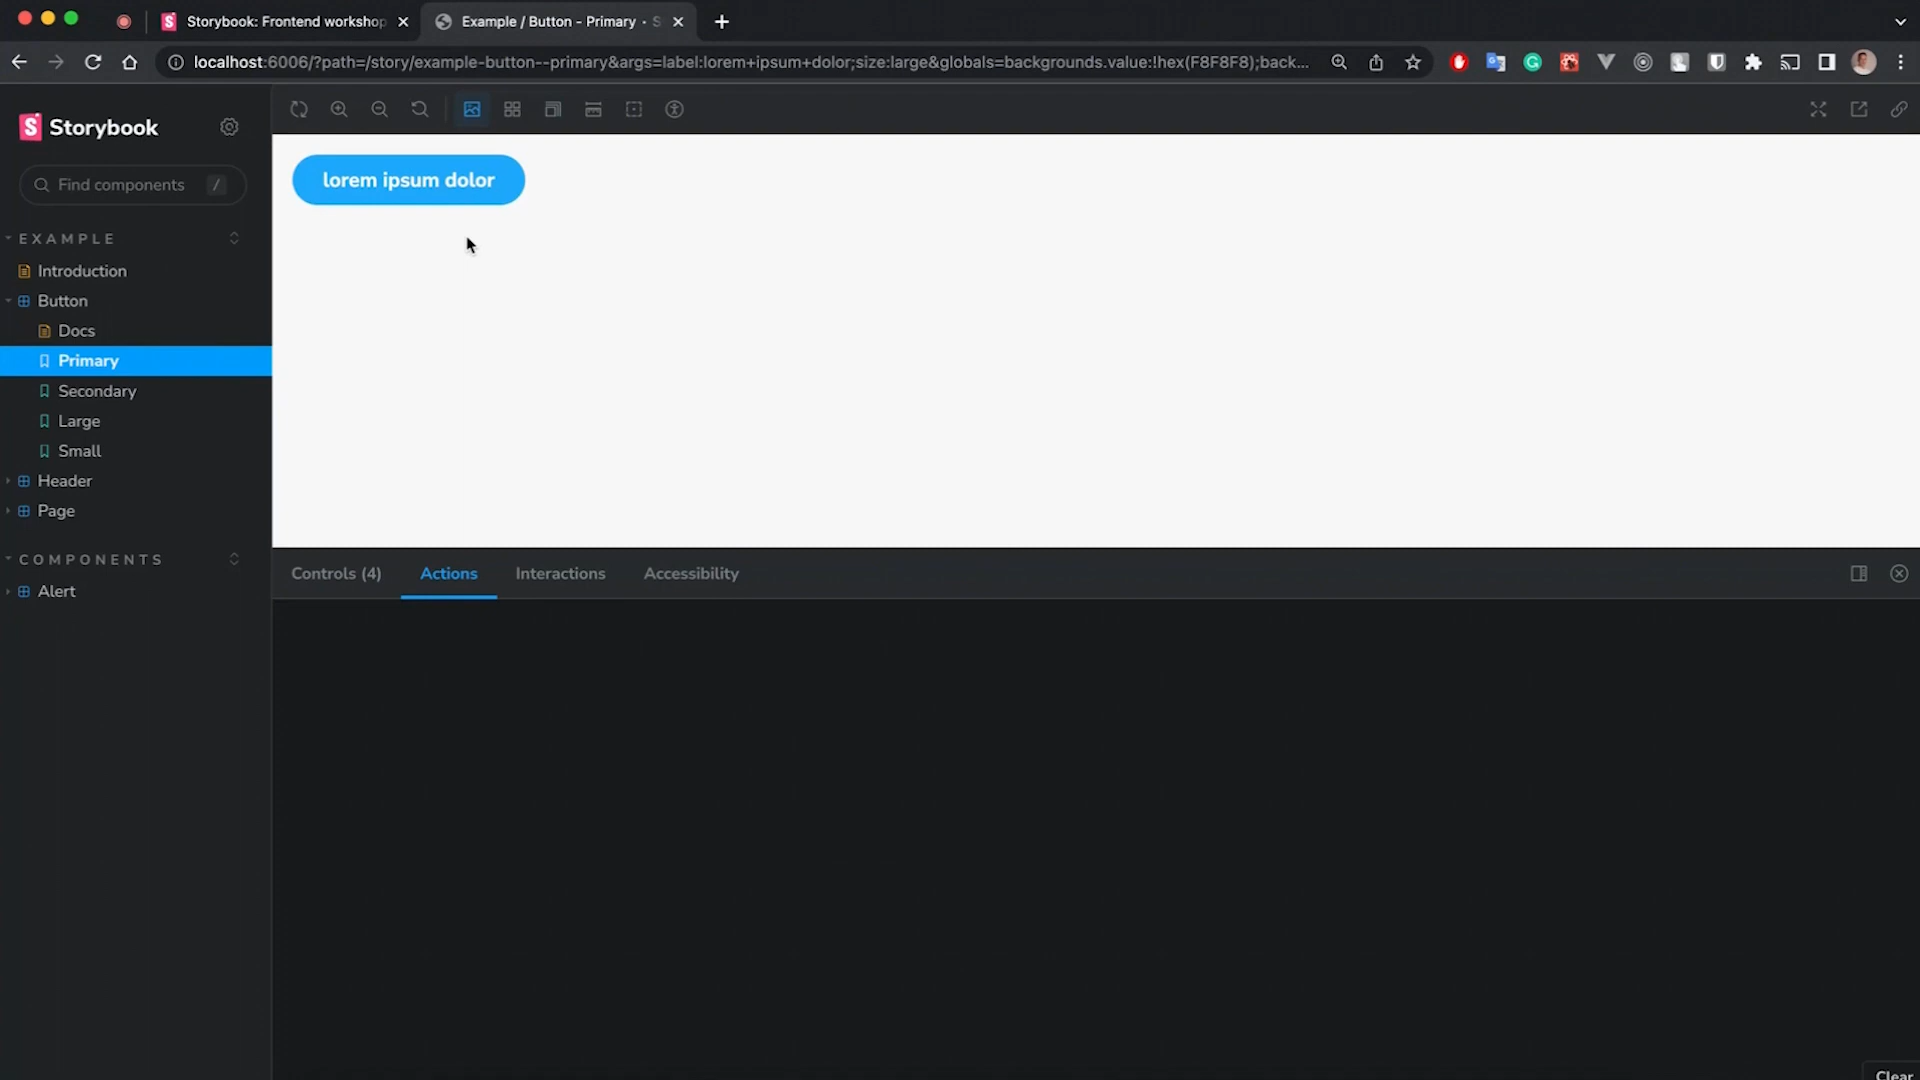 Storybook: Frontend workshop
Example / Button - Primary · S
localhost:6006/?path=/story/example-button--primary&args=label:lorem+ipsum+dolor;size:large&globals=backgrounds.value:!hex(F8F8F8);back...
Storybook
Find components /
EXAMPLE
Introduction
Button
Docs
Primary
Secondary
Large
Small
Header
Page
COMPONENTS
Alert
lorem ipsum dolor
Controls (4) Actions Interactions Accessibility
Clear